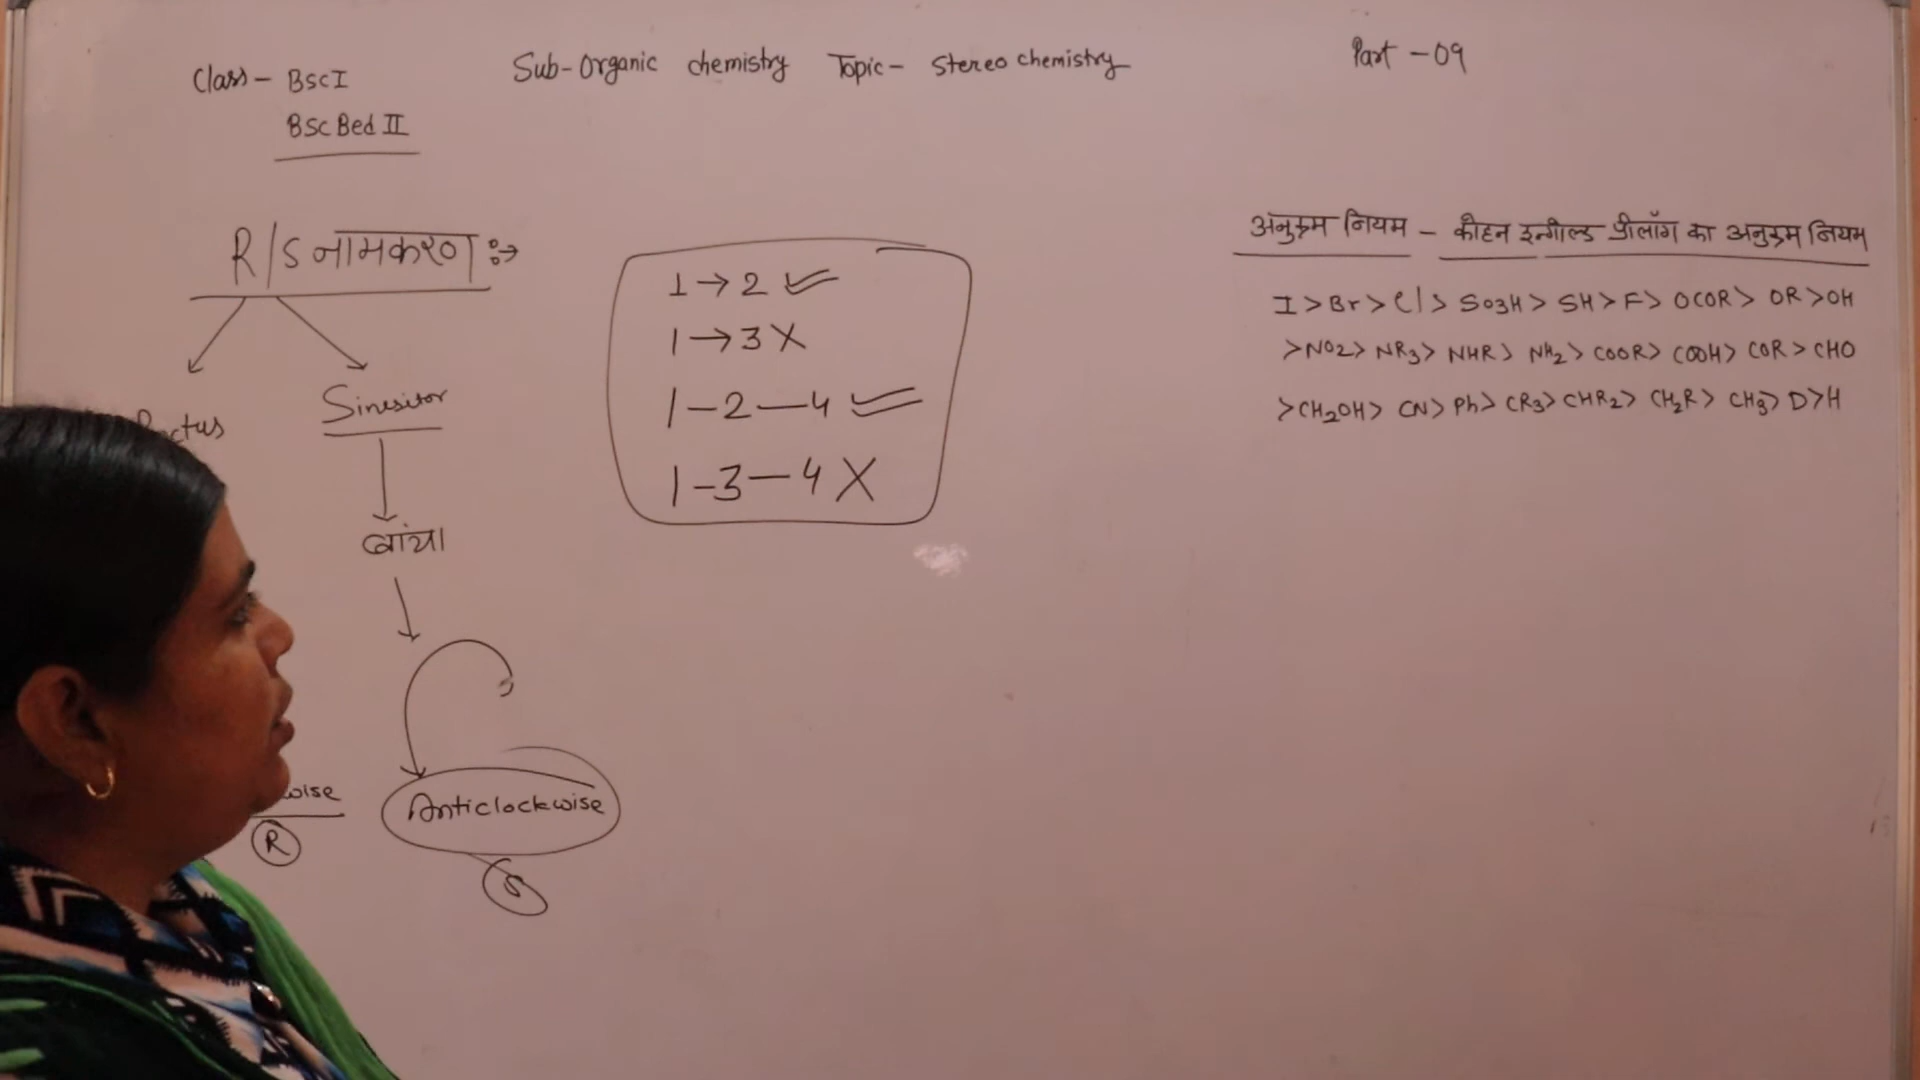 Class - BSc I
BSc Bed II
Sub-Organic chemistry Topic - Stereo chemistry
Part - 09
R/S नामकरण :→
Sinisitor
बांया
Anticlockwise
R
S
1 → 2
1 → 3 X
1 - 2 - 4
1 - 3 - 4 X
अनुक्रम नियम - कॉहन इन्गोल्ड प्रीलॉग का अनुक्रम नियम
I > Br > Cl > SO3H > SH > F > OCOR > OR > OH
> NO2 > NR3 > NHR > NH2 > COOR > COOH > COR > CHO
> CH2OH > CN > Ph > CR3 > CHR2 > CH2R > CH3 > D > H